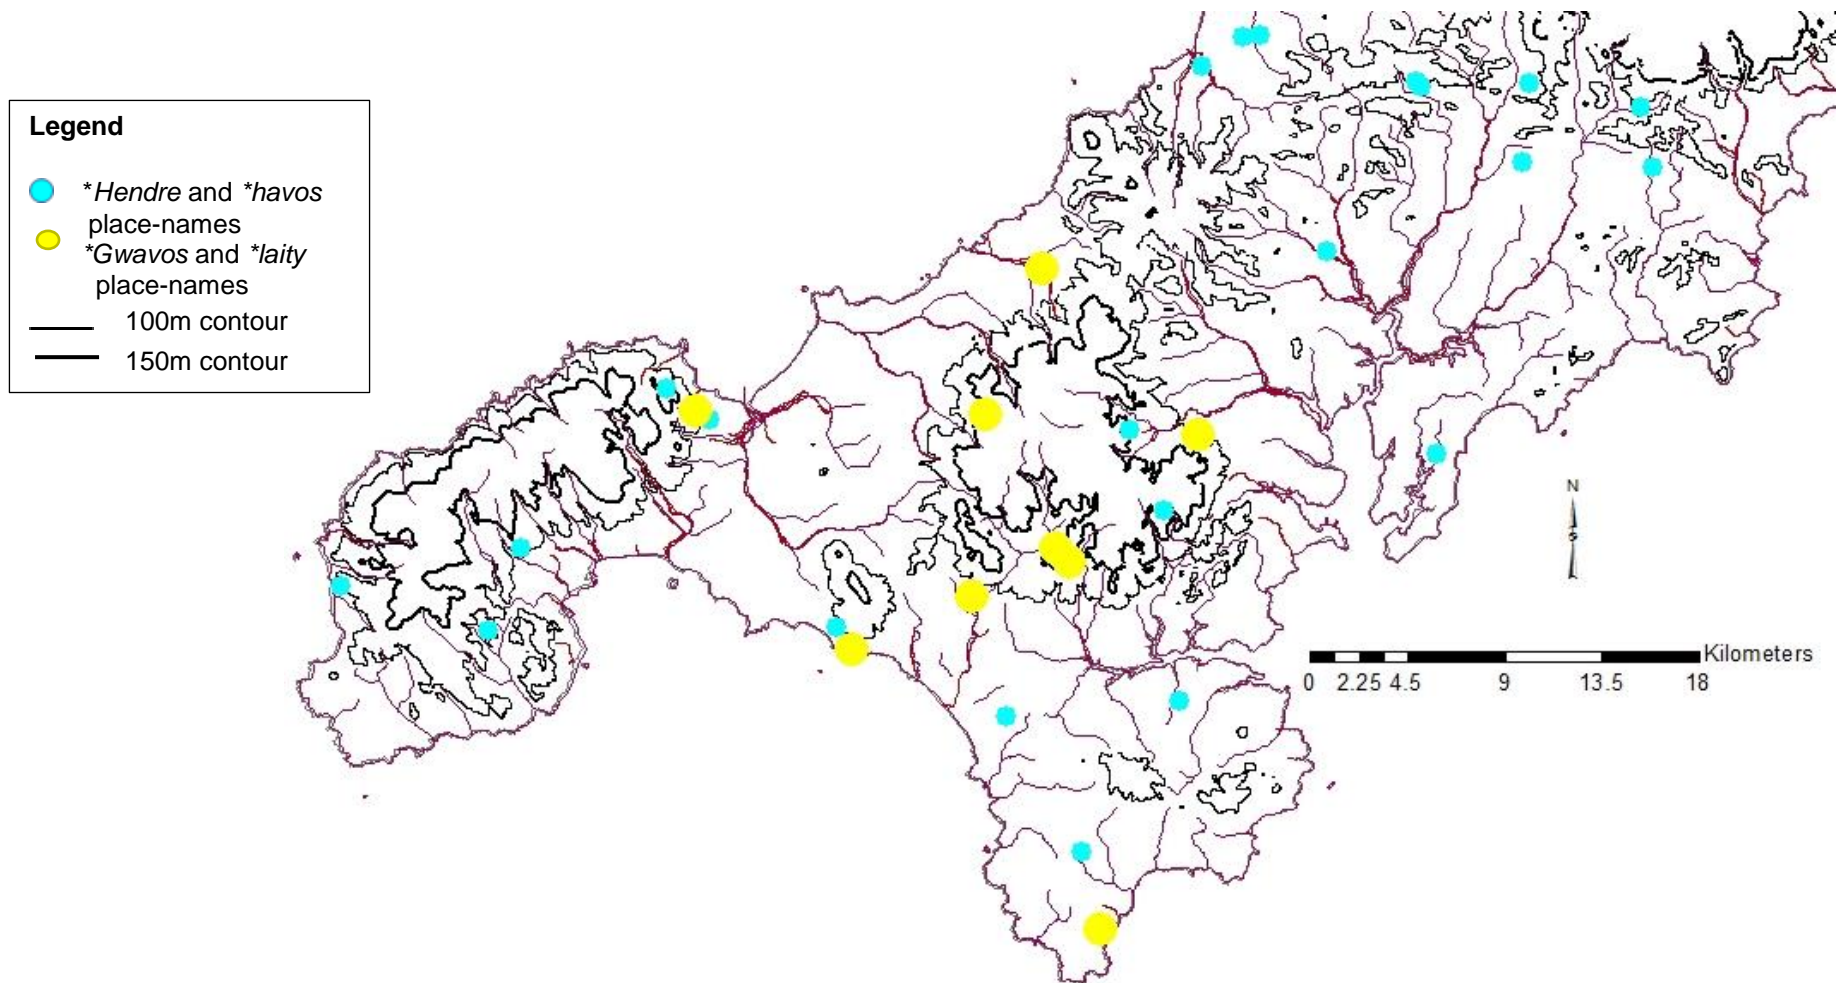 Legend
*Hendre and *havos
place-names
*Gwavos and *laity
place-names
100m contour
150m contour
N
Kilometers
0 2.25 4.5 9 13.5 18